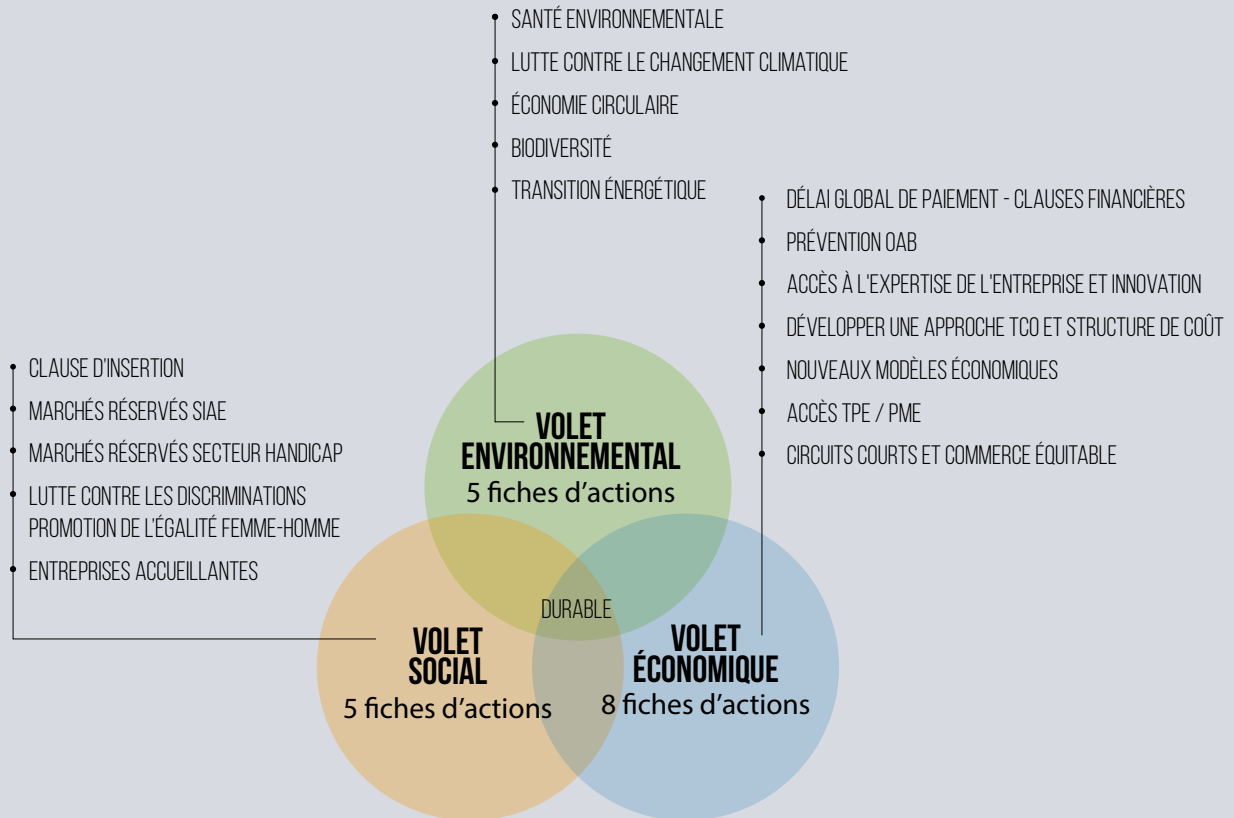 SANTÉ ENVIRONNEMENTALE
LUTTE CONTRE LE CHANGEMENT CLIMATIQUE
ÉCONOMIE CIRCULAIRE
BIODIVERSITÉ
TRANSITION ÉNERGÉTIQUE
DÉLAI GLOBAL DE PAIEMENT - CLAUSES FINANCIÈRES
PRÉVENTION OAB
ACCÈS À L'EXPERTISE DE L'ENTREPRISE ET INNOVATION
DÉVELOPPER UNE APPROCHE TCO ET STRUCTURE DE COÛT
NOUVEAUX MODÈLES ÉCONOMIQUES
ACCÈS TPE / PME
CIRCUITS COURTS ET COMMERCE ÉQUITABLE
CLAUSE D'INSERTION
MARCHÉS RÉSERVÉS SIAE
MARCHÉS RÉSERVÉS SECTEUR HANDICAP
LUTTE CONTRE LES DISCRIMINATIONS
PROMOTION DE L'ÉGALITÉ FEMME-HOMME
ENTREPRISES ACCUEILLANTES
VOLET
ENVIRONNEMENTAL
5 fiches d'actions
DURABLE
VOLET
SOCIAL
5 fiches d'actions
VOLET
ÉCONOMIQUE
8 fiches d'actions